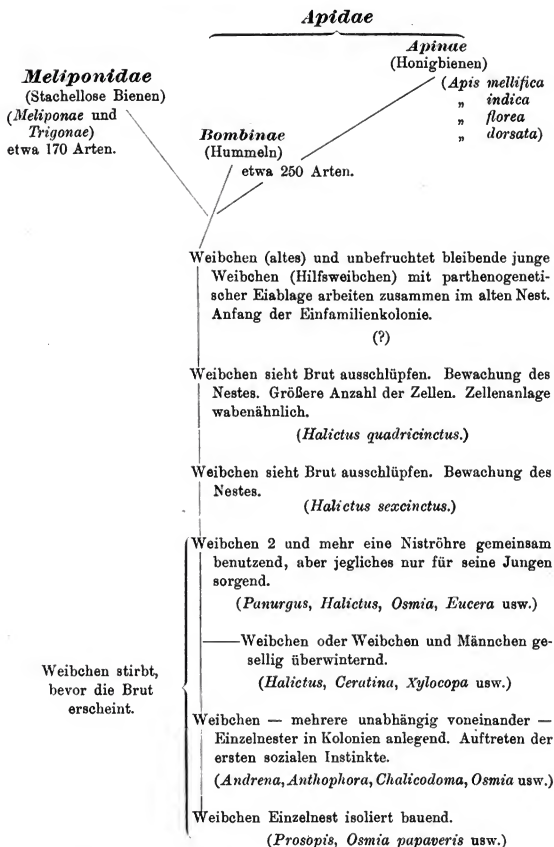 Apidae
Apinae
(Honigbienen)
(Apis mellifica
„ indica
„ florea
„ dorsata)
Meliponidae
(Stachellose Bienen)
(Meliponae und
Trigonae)
etwa 170 Arten.
Bombinae
(Hummeln)
etwa 250 Arten.
Weibchen (altes) und unbefruchtet bleibende junge
Weibchen (Hilfsweibchen) mit parthenogeneti-
scher Eiablage arbeiten zusammen im alten Nest.
Anfang der Einfamilienkolonie.
(?)
Weibchen sieht Brut ausschlüpfen. Bewachung des
Nestes. Größere Anzahl der Zellen. Zellenanlage
wabenähnlich.
(Halictus quadricinctus.)
Weibchen sieht Brut ausschlüpfen. Bewachung des
Nestes.
(Halictus sexcinctus.)
Weibchen 2 und mehr eine Niströhre gemeinsam
benutzend, aber jegliches nur für seine Jungen
sorgend.
(Panurgus, Halictus, Osmia, Eucera usw.)
Weibchen oder Weibchen und Männchen ge-
sellig überwinternd.
(Halictus, Ceratina, Xylocopa usw.)
Weibchen stirbt,
bevor die Brut
erscheint.
Weibchen — mehrere unabhängig voneinander —
Einzelnester in Kolonien anlegend. Auftreten der
ersten sozialen Instinkte.
(Andrena, Anthophora, Chalicodoma, Osmia usw.)
Weibchen Einzelnest isoliert bauend.
(Prosopis, Osmia papaveris usw.)